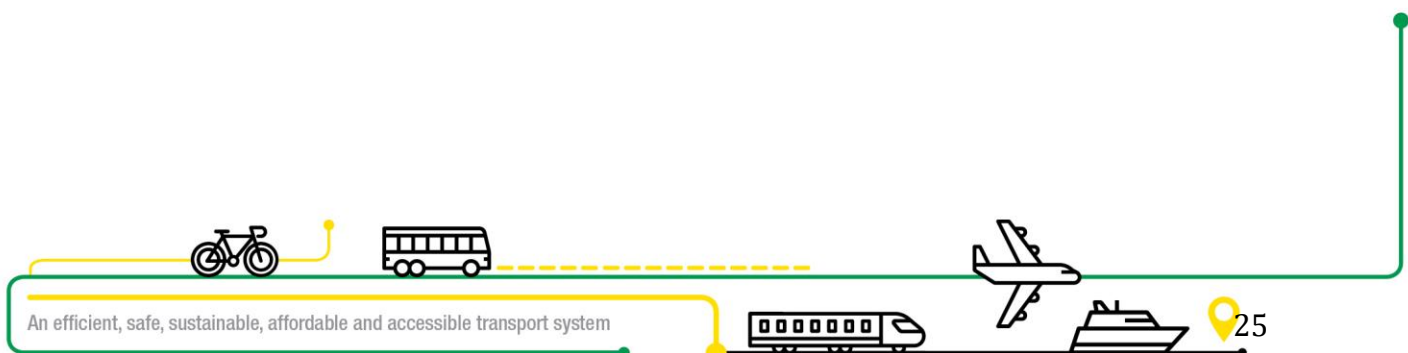 An efficient, safe, sustainable, affordable and accessible transport system
25